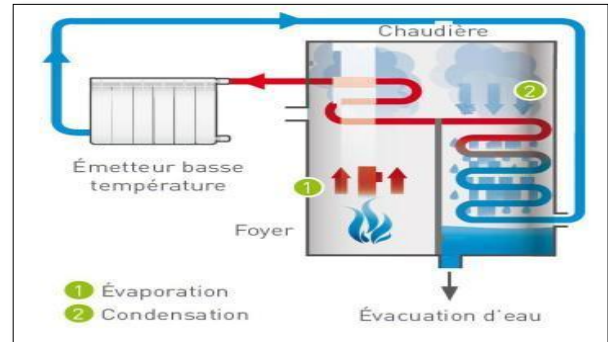 Chaudière
2
Émetteur basse
température
1
Foyer
1 Évaporation
2 Condensation
Évacuation d'eau